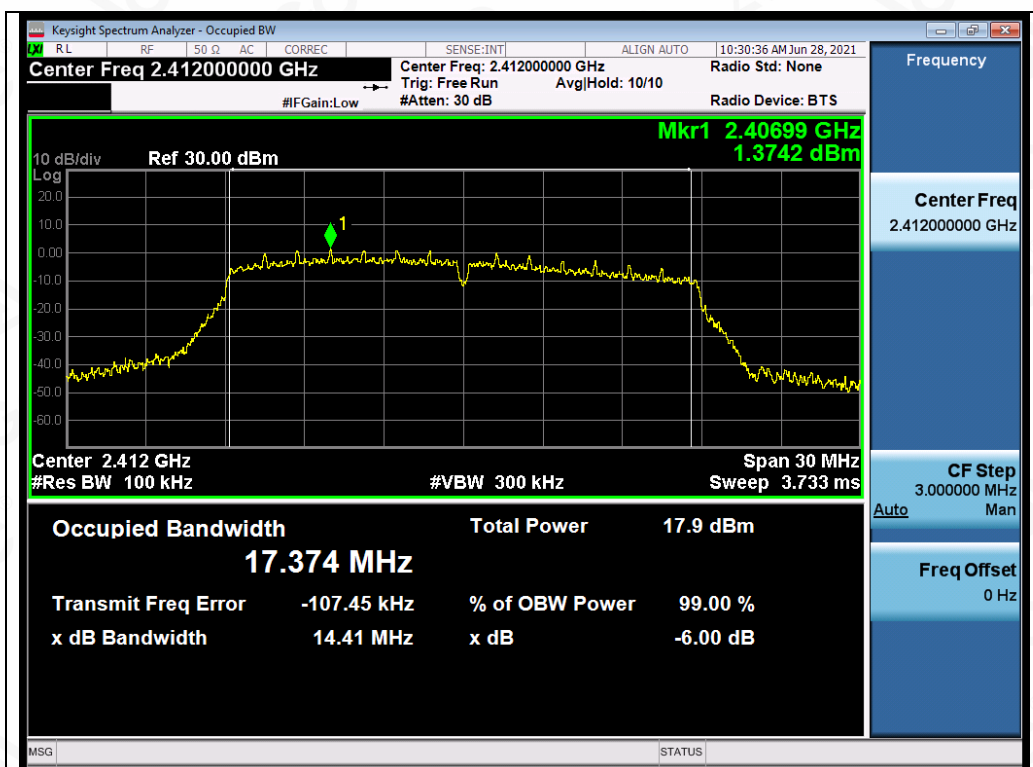 Keysight Spectrum Analyzer - Occupied BW
LXI RL RF 50 Ω AC CORREC SENSE:INT ALIGN AUTO 10:30:36 AM Jun 28, 2021
Center Freq 2.412000000 GHz Center Freq: 2.412000000 GHz Radio Std: None
Trig: Free Run Avg|Hold: 10/10
#IFGain:Low #Atten: 30 dB Radio Device: BTS
Mkr1 2.40699 GHz
1.3742 dBm
10 dB/div Ref 30.00 dBm
Log
20.0
10.0
1
0.00
-10.0
-20.0
-30.0
-40.0
-50.0
-60.0
Center 2.412 GHz Span 30 MHz
#Res BW 100 kHz #VBW 300 kHz Sweep 3.733 ms
Occupied Bandwidth Total Power 17.9 dBm
17.374 MHz
Transmit Freq Error -107.45 kHz % of OBW Power 99.00 %
x dB Bandwidth 14.41 MHz x dB -6.00 dB
MSG STATUS
Frequency
Center Freq
2.412000000 GHz
CF Step
3.000000 MHz
Auto Man
Freq Offset
0 Hz